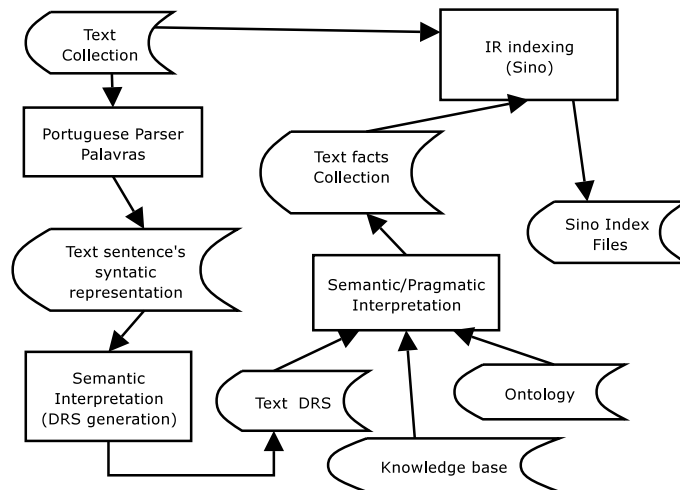 Text
Collection
IR indexing
(Sino)
Portuguese Parser
Palavras
Text facts
Collection
Sino Index
Files
Text sentence's
syntatic
representation
Semantic/Pragmatic
Interpretation
Semantic
Interpretation
(DRS generation)
Text DRS
Ontology
Knowledge base